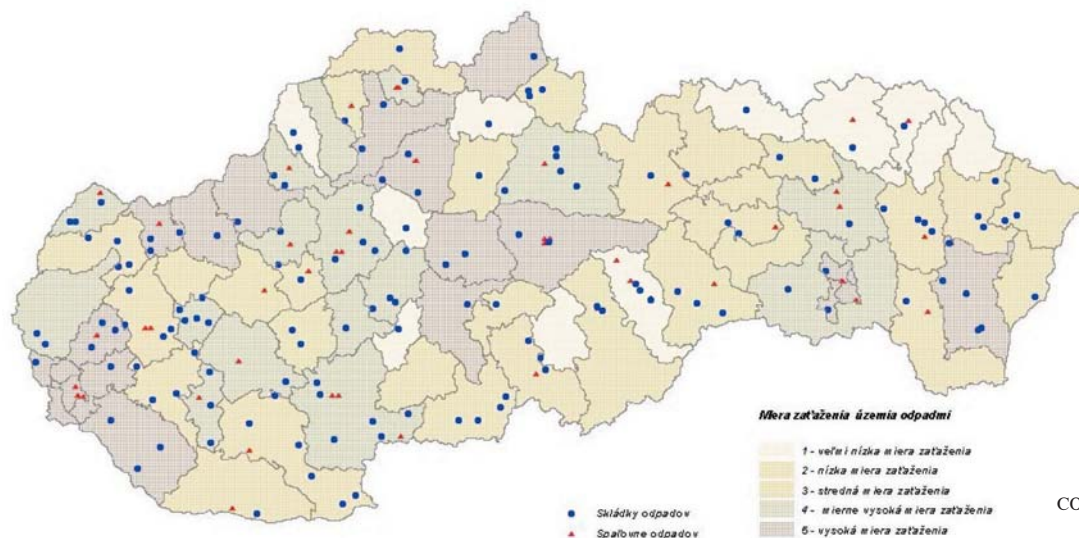 Miera zaťaženia územia odpadmi
1 - veľmi nízka miera zaťaženia
2 - nízka miera zaťaženia
3 - stredná miera zaťaženia
4 - mierne vysoká miera zaťaženia
5 - vysoká miera zaťaženia
Skládky odpadov
Spaľovne odpadov
CO